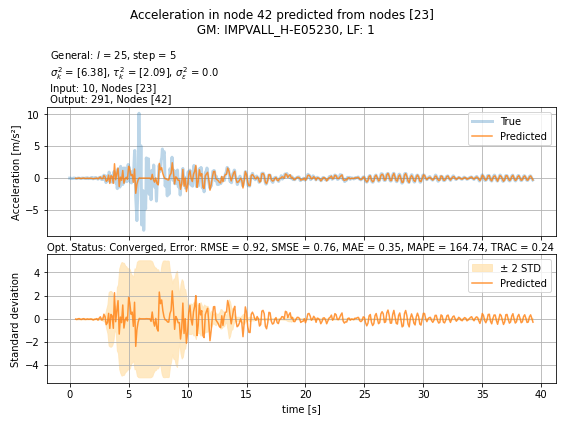 Acceleration in node 42 predicted from nodes [23]
GM: IMPVALL_H-E05230, LF: 1
General: l = 25, step = 5
σ²ₖ = [6.38], τ²ₖ = [2.09], σ²ε = 0.0
Input: 10, Nodes [23]
Output: 291, Nodes [42]
10
5
0
−5
Acceleration [m/s²]
True
Predicted
Opt. Status: Converged, Error: RMSE = 0.92, SMSE = 0.76, MAE = 0.35, MAPE = 164.74, TRAC = 0.24
4
2
0
−2
−4
Standard deviation
± 2 STD
Predicted
0 5 10 15 20 25 30 35 40
time [s]